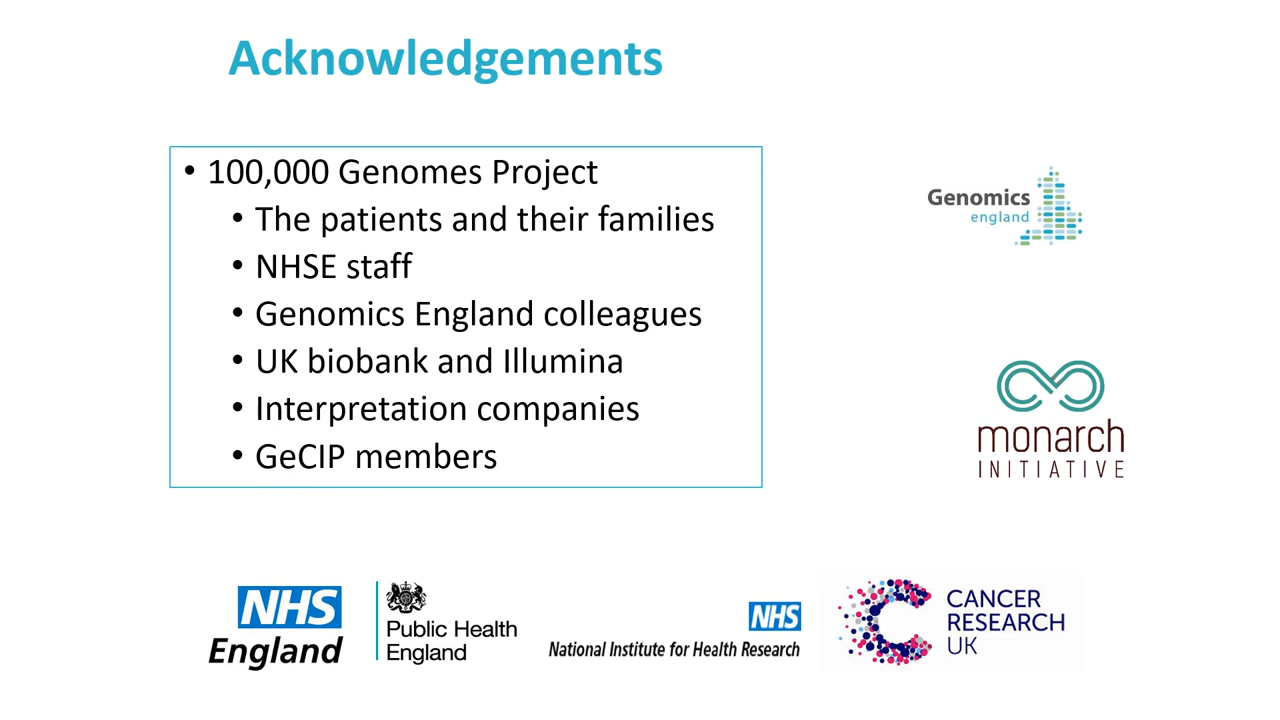 Acknowledgements
• 100,000 Genomes Project
• The patients and their families
• NHSE staff
• Genomics England colleagues
• UK biobank and Illumina
• Interpretation companies
• GeCIP members
Genomics
england
monarch
INITIATIVE
NHS
England
Public Health
England
NHS
National Institute for Health Research
CANCER
RESEARCH
UK